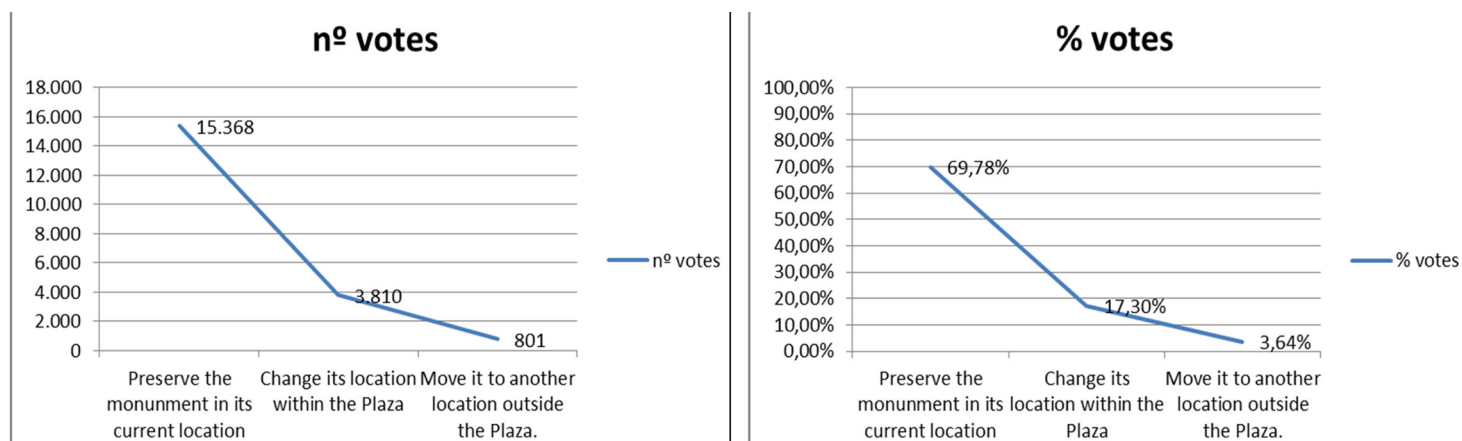 nº votes
18.000
16.000
14.000
12.000
10.000
8.000
6.000
4.000
2.000
0
15.368
3.810
801
nº votes
Preserve the
monunment in its
current location
Change its location
within the Plaza
Move it to another
location outside
the Plaza.
% votes
100,00%
90,00%
80,00%
70,00%
60,00%
50,00%
40,00%
30,00%
20,00%
10,00%
0,00%
69,78%
17,30%
3,64%
% votes
Preserve the
monunment in its
current location
Change its
location within the
Plaza
Move it to another
location outside
the Plaza.